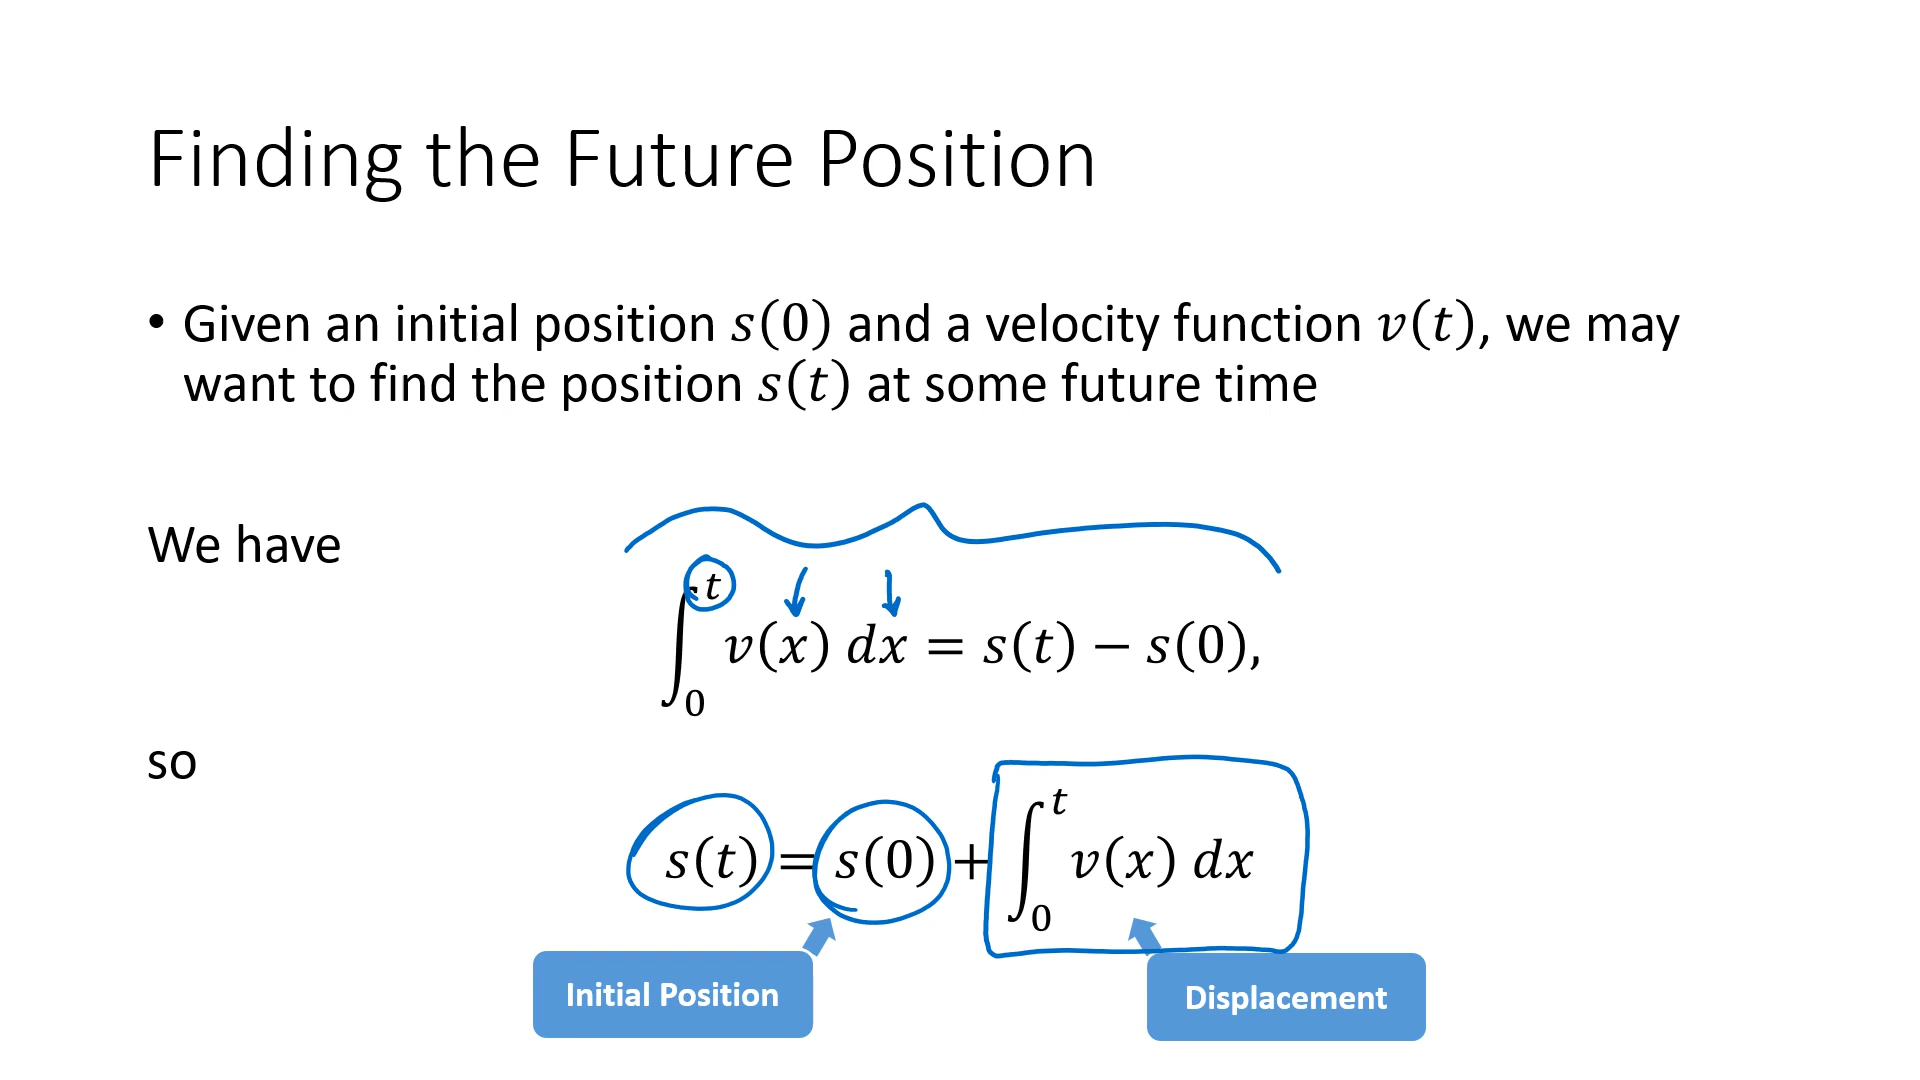 Finding the Future Position
• Given an initial position s(0) and a velocity function v(t), we may
want to find the position s(t) at some future time
We have
∫₀ᵗ v(x) dx = s(t) − s(0),
so
s(t) = s(0) + ∫₀ᵗ v(x) dx
Initial Position
Displacement